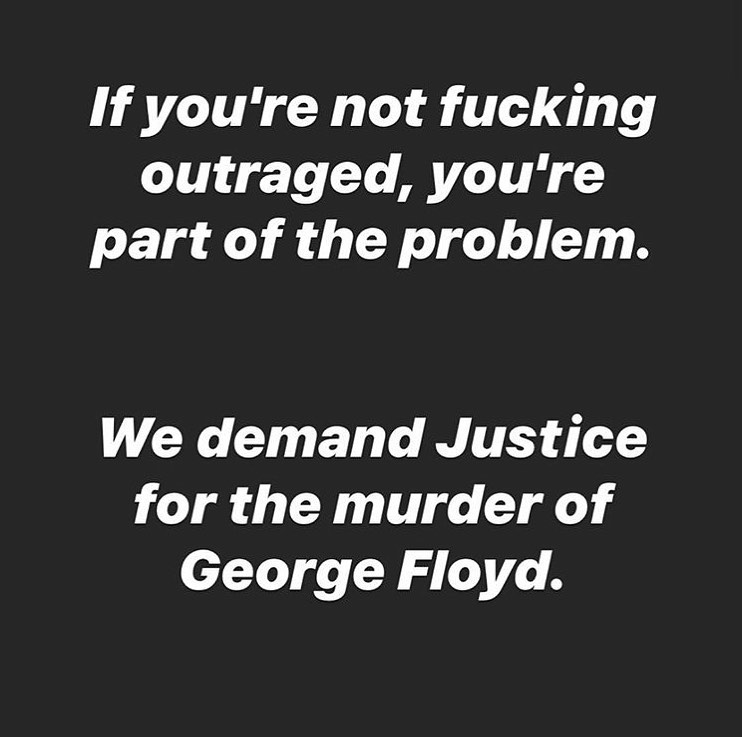 If you're not fucking
outraged, you're
part of the problem.
We demand Justice
for the murder of
George Floyd.